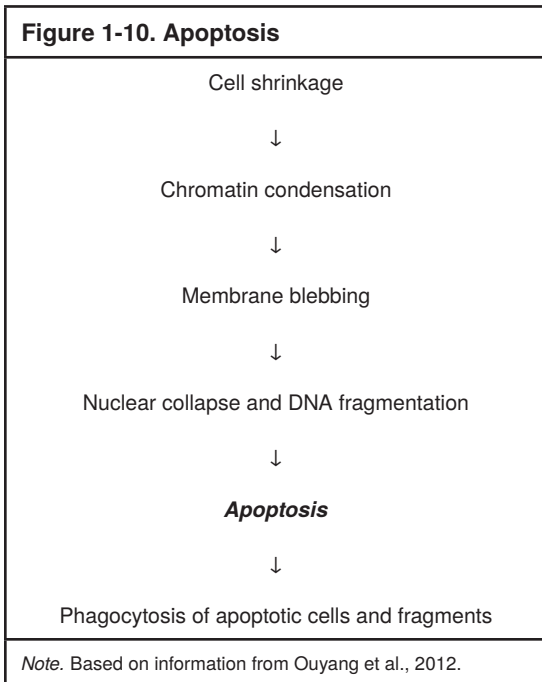 Figure 1-10. Apoptosis
Cell shrinkage
↓
Chromatin condensation
↓
Membrane blebbing
↓
Nuclear collapse and DNA fragmentation
↓
Apoptosis
↓
Phagocytosis of apoptotic cells and fragments
Note. Based on information from Ouyang et al., 2012.